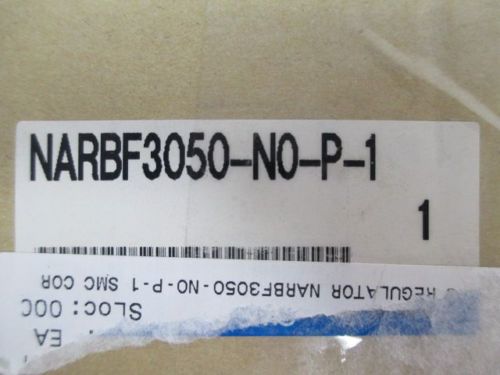 NARBF3050-N0-P-1
1
REGULATOR NARBF3050-N0-P-1 SMC COR
SLOC: 00C
EA